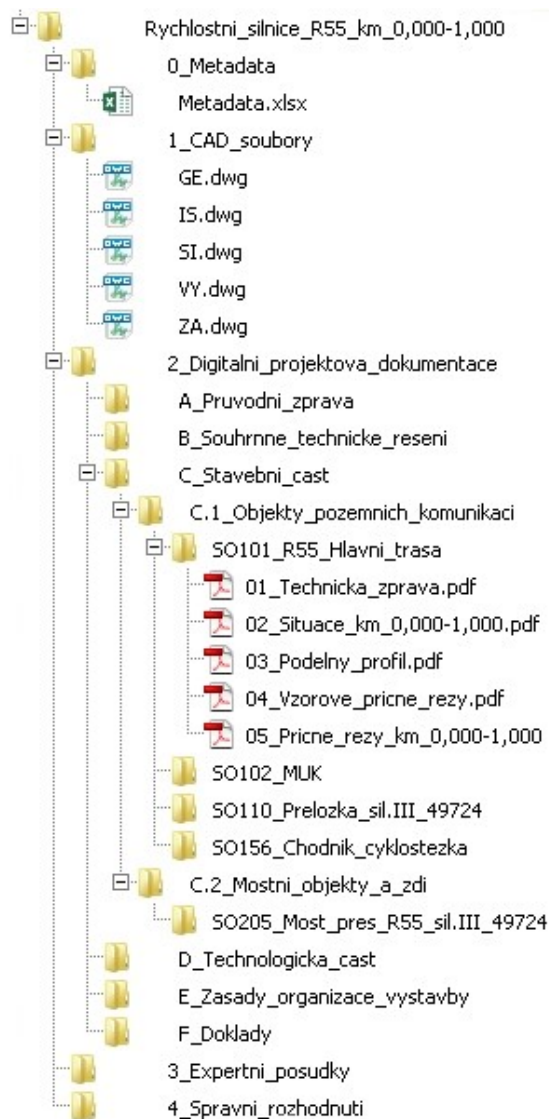 Rychlostni_silnice_R55_km_0,000-1,000
0_Metadata
Metadata.xlsx
1_CAD_soubory
GE.dwg
IS.dwg
SI.dwg
VY.dwg
ZA.dwg
2_Digitalni_projektova_dokumentace
A_Pruvodni_zprava
B_Souhrnne_technicke_reseni
C_Stavebni_cast
C.1_Objekty_pozemnich_komunikaci
SO101_R55_Hlavni_trasa
01_Technicka_zprava.pdf
02_Situace_km_0,000-1,000.pdf
03_Podelny_profil.pdf
04_Vzorove_pricne_rezy.pdf
05_Pricne_rezy_km_0,000-1,000
SO102_MUK
SO110_Prelozka_sil.III_49724
SO156_Chodnik_cyklostezka
C.2_Mostni_objekty_a_zdi
SO205_Most_pres_R55_sil.III_49724
D_Technologicka_cast
E_Zasady_organizace_vystavby
F_Doklady
3_Expertni_posudky
4_Spravni_rozhodnuti